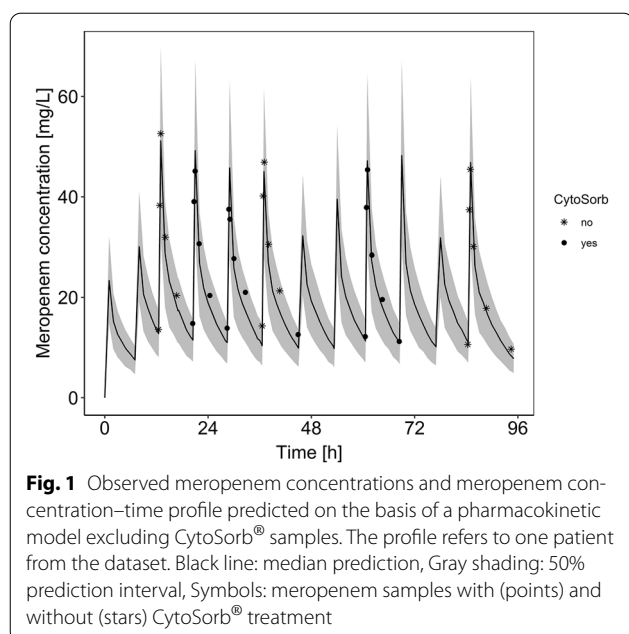 Meropenem concentration [mg/L]
60
40
20
0
0 24 48 72 96
Time [h]
CytoSorb
no
yes
Fig. 1 Observed meropenem concentrations and meropenem con-
centration–time profile predicted on the basis of a pharmacokinetic
model excluding CytoSorb® samples. The profile refers to one patient
from the dataset. Black line: median prediction, Gray shading: 50%
prediction interval, Symbols: meropenem samples with (points) and
without (stars) CytoSorb® treatment